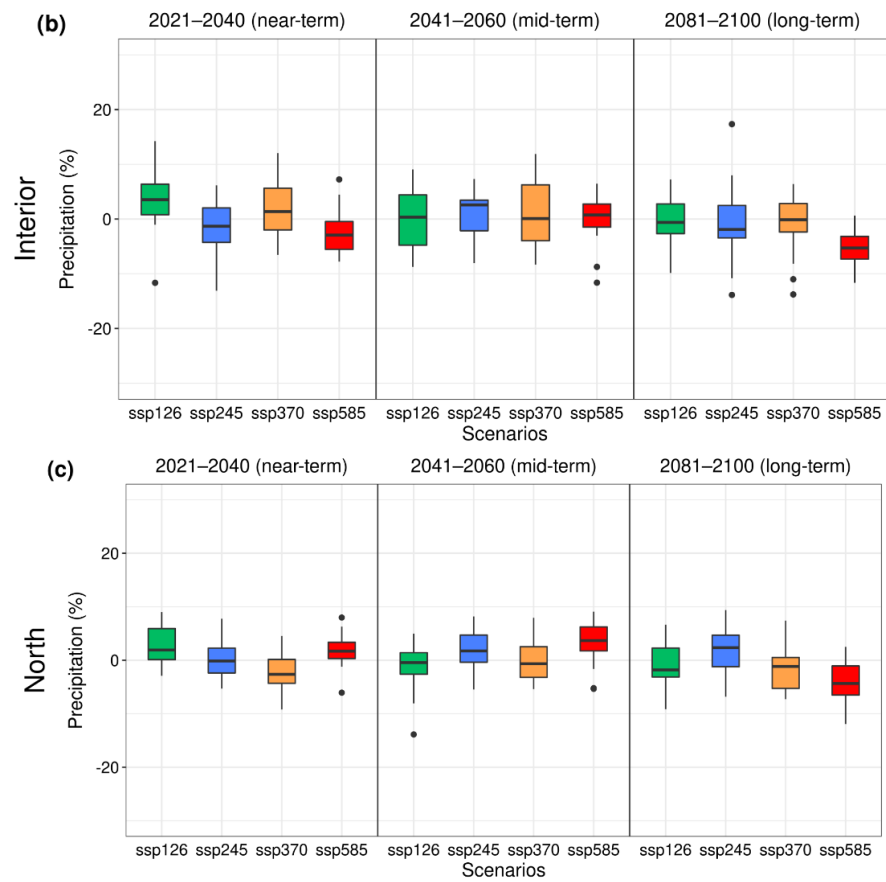 (b)
2021–2040 (near-term) 2041–2060 (mid-term) 2081–2100 (long-term)
Interior
Precipitation (%)
20
0
-20
ssp126 ssp245 ssp370 ssp585 ssp126 ssp245 ssp370 ssp585 ssp126 ssp245 ssp370 ssp585
Scenarios
(c)
2021–2040 (near-term) 2041–2060 (mid-term) 2081–2100 (long-term)
North
Precipitation (%)
20
0
-20
ssp126 ssp245 ssp370 ssp585 ssp126 ssp245 ssp370 ssp585 ssp126 ssp245 ssp370 ssp585
Scenarios